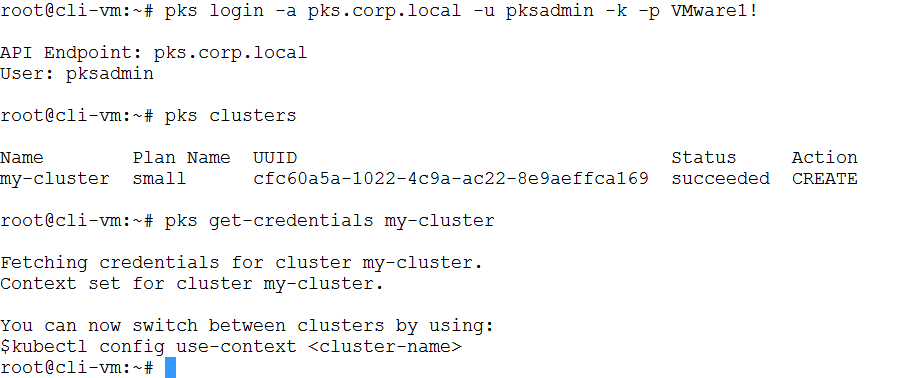 root@cli-vm:~# pks login -a pks.corp.local -u pksadmin -k -p VMware1!
API Endpoint: pks.corp.local
User: pksadmin
root@cli-vm:~# pks clusters
Name        Plan Name  UUID                                  Status     Action
my-cluster  small      cfc60a5a-1022-4c9a-ac22-8e9aeffca169  succeeded  CREATE
root@cli-vm:~# pks get-credentials my-cluster
Fetching credentials for cluster my-cluster.
Context set for cluster my-cluster.
You can now switch between clusters by using:
$kubectl config use-context <cluster-name>
root@cli-vm:~#